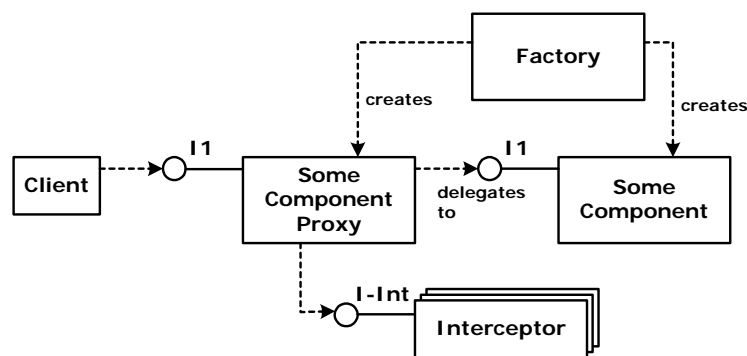 Factory
creates
creates
I1
I1
Client
Some
Component
Proxy
delegates
to
Some
Component
I-Int
Interceptor